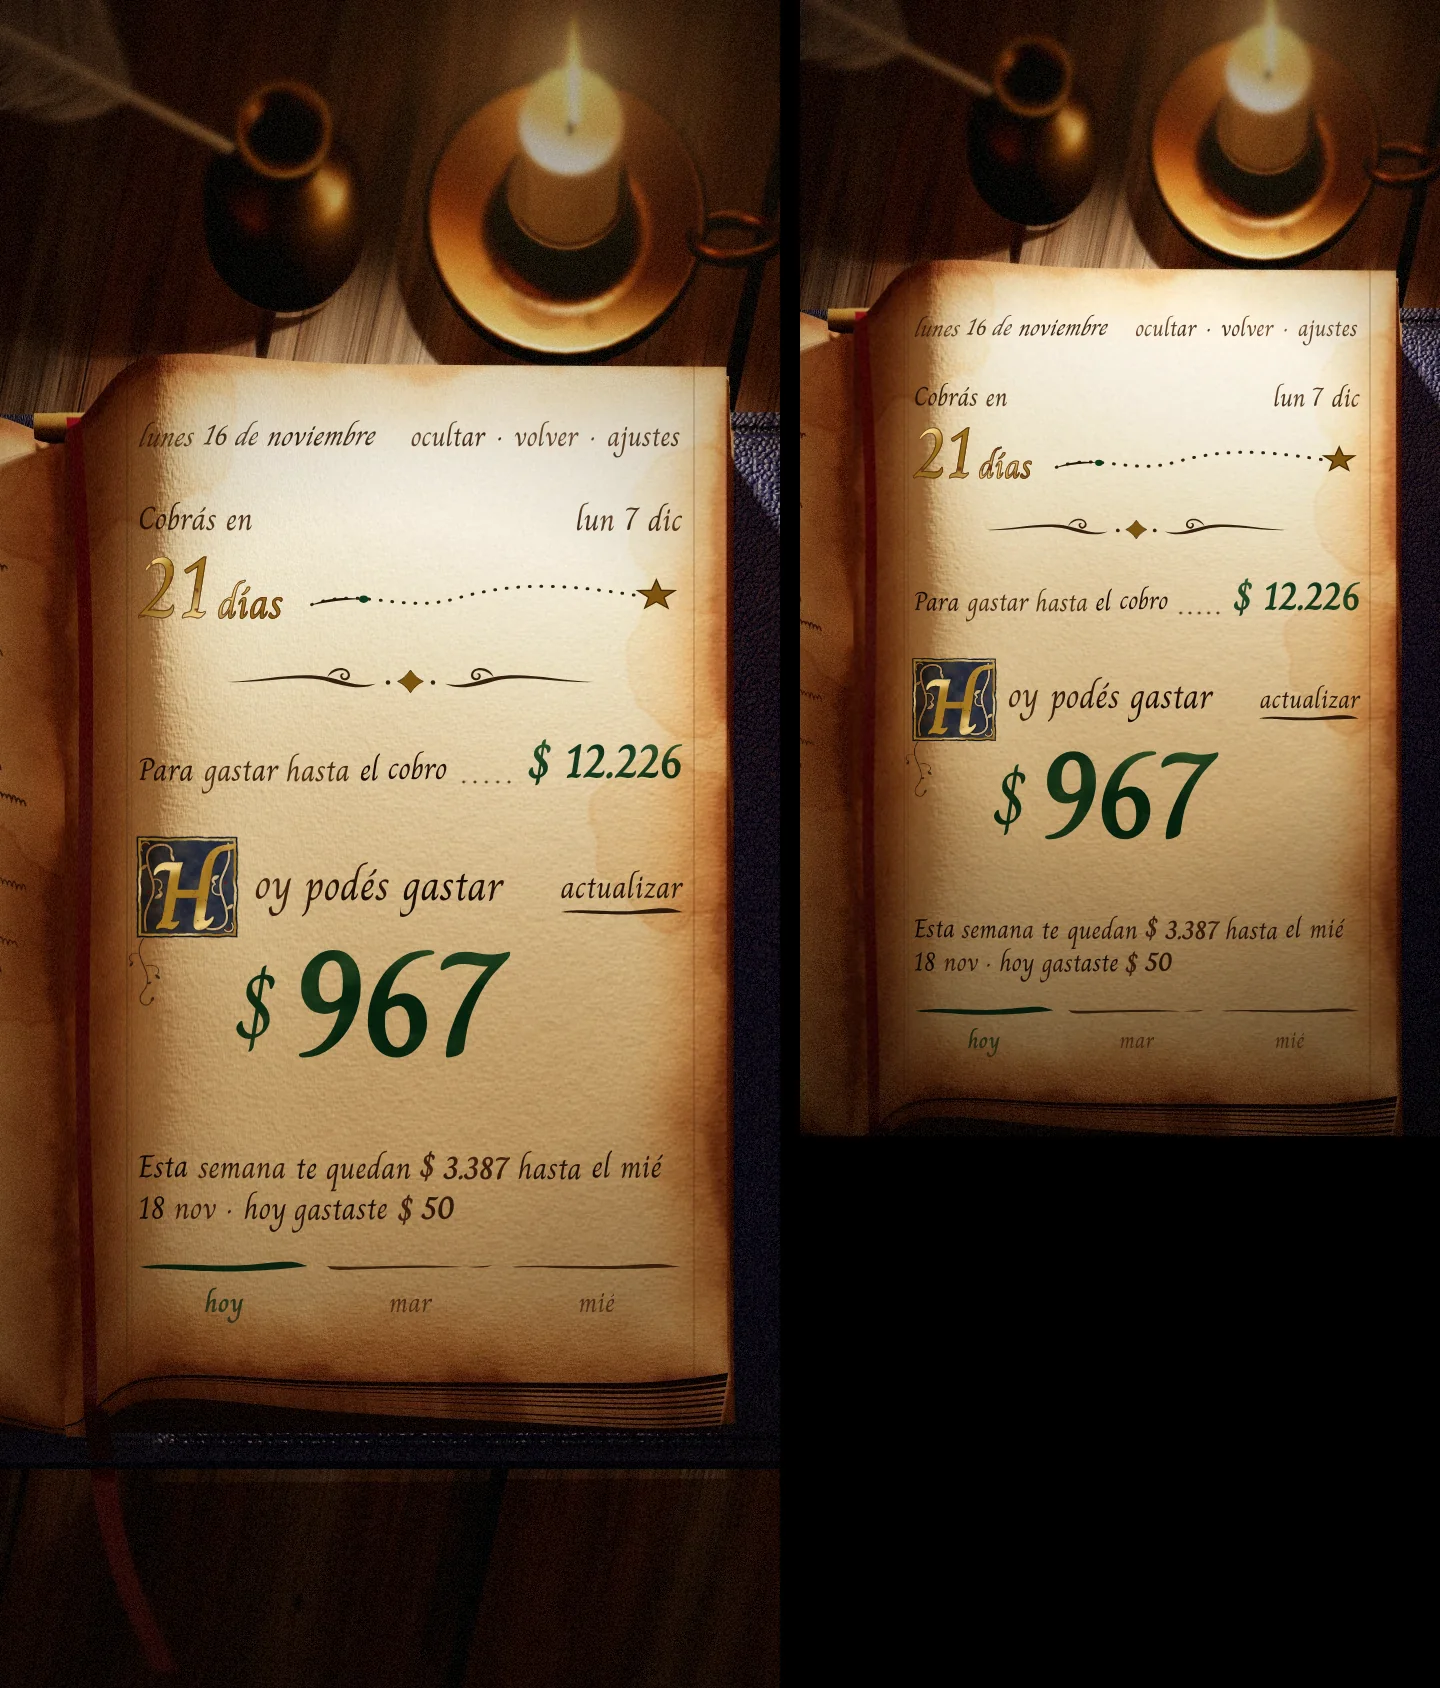 lunes 16 de noviembre ocultar · volver · ajustes
Cobrás en lun 7 dic
21 días
Para gastar hasta el cobro ..... $ 12.226
Hoy podés gastar actualizar
$ 967
Esta semana te quedan $ 3.387 hasta el mié
18 nov · hoy gastaste $ 50
hoy mar mié
lunes 16 de noviembre ocultar · volver · ajustes
Cobrás en lun 7 dic
21 días
Para gastar hasta el cobro ..... $ 12.226
Hoy podés gastar actualizar
$ 967
Esta semana te quedan $ 3.387 hasta el mié
18 nov · hoy gastaste $ 50
hoy mar mié